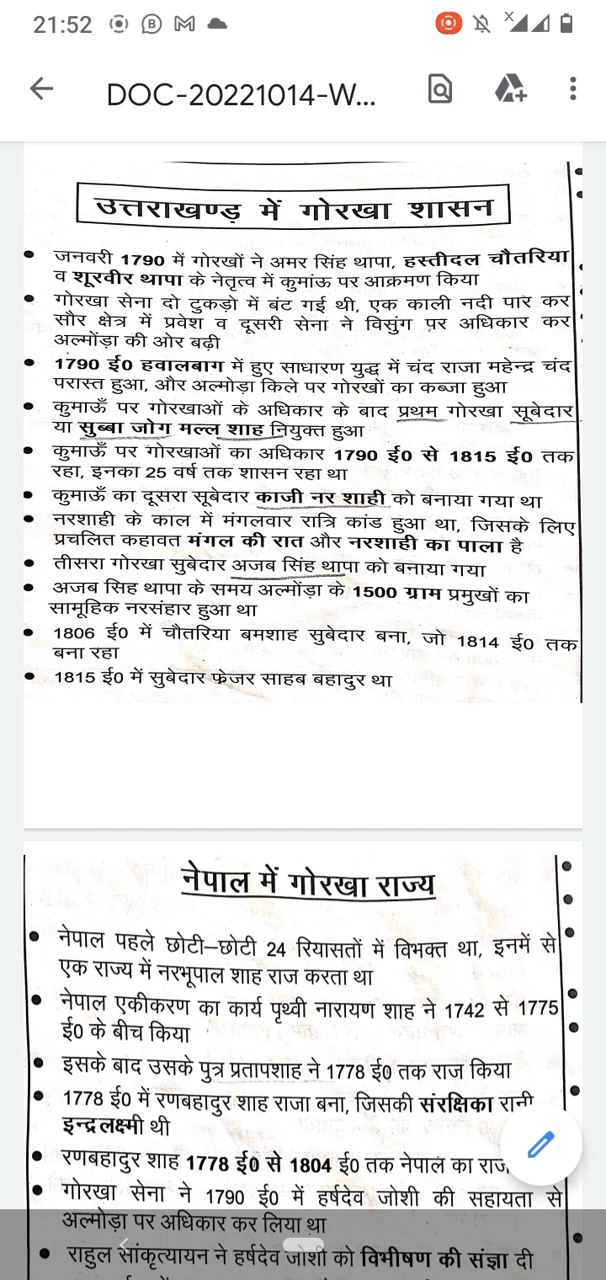 21:52
DOC-20221014-W...
उत्तराखण्ड में गोरखा शासन
• जनवरी 1790 में गोरखों ने अमर सिंह थापा, हस्तीदल चौतरिया
व शूरवीर थापा के नेतृत्व में कुमांऊ पर आक्रमण किया
• गोरखा सेना दो टुकड़ो में बंट गई थी, एक काली नदी पार कर
सौर क्षेत्र में प्रवेश व दूसरी सेना ने विसुंग पर अधिकार कर
अल्मोड़ा की ओर बढ़ी
• 1790 ई0 हवालबाग में हुए साधारण युद्ध में चंद राजा महेन्द्र चंद
परास्त हुआ, और अल्मोड़ा किले पर गोरखों का कब्जा हुआ
• कुमाऊँ पर गोरखाओं के अधिकार के बाद प्रथम गोरखा सूबेदार
या सुब्बा जोग मल्ल शाह नियुक्त हुआ
• कुमाऊँ पर गोरखाओं का अधिकार 1790 ई0 से 1815 ई0 तक
रहा, इनका 25 वर्ष तक शासन रहा था
• कुमाऊँ का दूसरा सूबेदार काजी नर शाही को बनाया गया था
• नरशाही के काल में मंगलवार रात्रि कांड हुआ था, जिसके लिए
प्रचलित कहावत मंगल की रात और नरशाही का पाला है
• तीसरा गोरखा सुबेदार अजब सिंह थापा को बनाया गया
• अजब सिह थापा के समय अल्मोड़ा के 1500 ग्राम प्रमुखों का
सामूहिक नरसंहार हुआ था
• 1806 ई0 में चौतरिया बमशाह सुबेदार बना, जो 1814 ई0 तक
बना रहा
• 1815 ई0 में सुबेदार फ्रेजर साहब बहादुर था
नेपाल में गोरखा राज्य
• नेपाल पहले छोटी–छोटी 24 रियासतों में विभक्त था, इनमें से
एक राज्य में नरभूपाल शाह राज करता था
• नेपाल एकीकरण का कार्य पृथ्वी नारायण शाह ने 1742 से 1775
ई0 के बीच किया
• इसके बाद उसके पुत्र प्रतापशाह ने 1778 ई0 तक राज किया
• 1778 ई0 में रणबहादुर शाह राजा बना, जिसकी संरक्षिका रानी
इन्द्रलक्ष्मी थी
• रणबहादुर शाह 1778 ई0 से 1804 ई0 तक नेपाल का
• गोरखा सेना ने 1790 ई0 में हर्षदेव जोशी की सहायता से
अल्मोड़ा पर अधिकार कर लिया था
• राहुल सांकृत्यायन ने हर्षदेव जोशी को विभीषण की संज्ञा दी